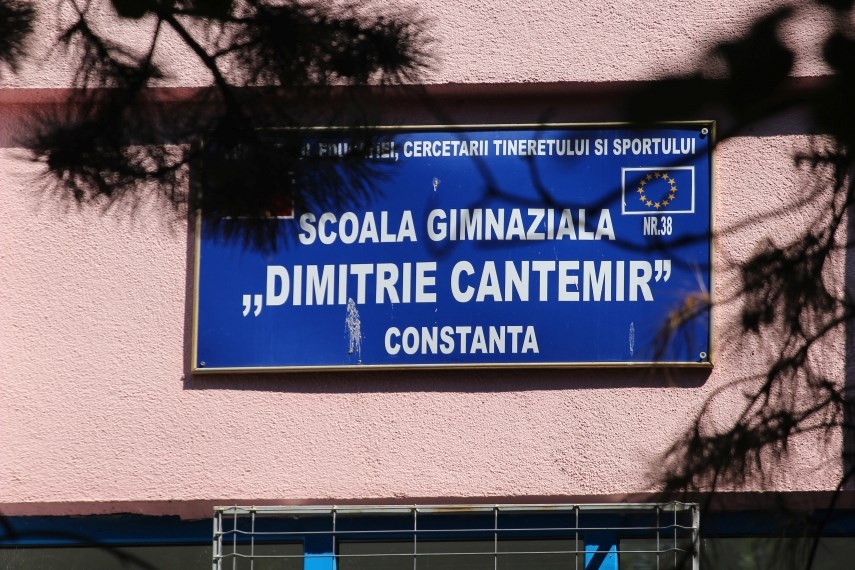 CERCETARII TINERETULUI SI SPORTULUI
NR.38
SCOALA GIMNAZIALA
„DIMITRIE CANTEMIR”
CONSTANTA